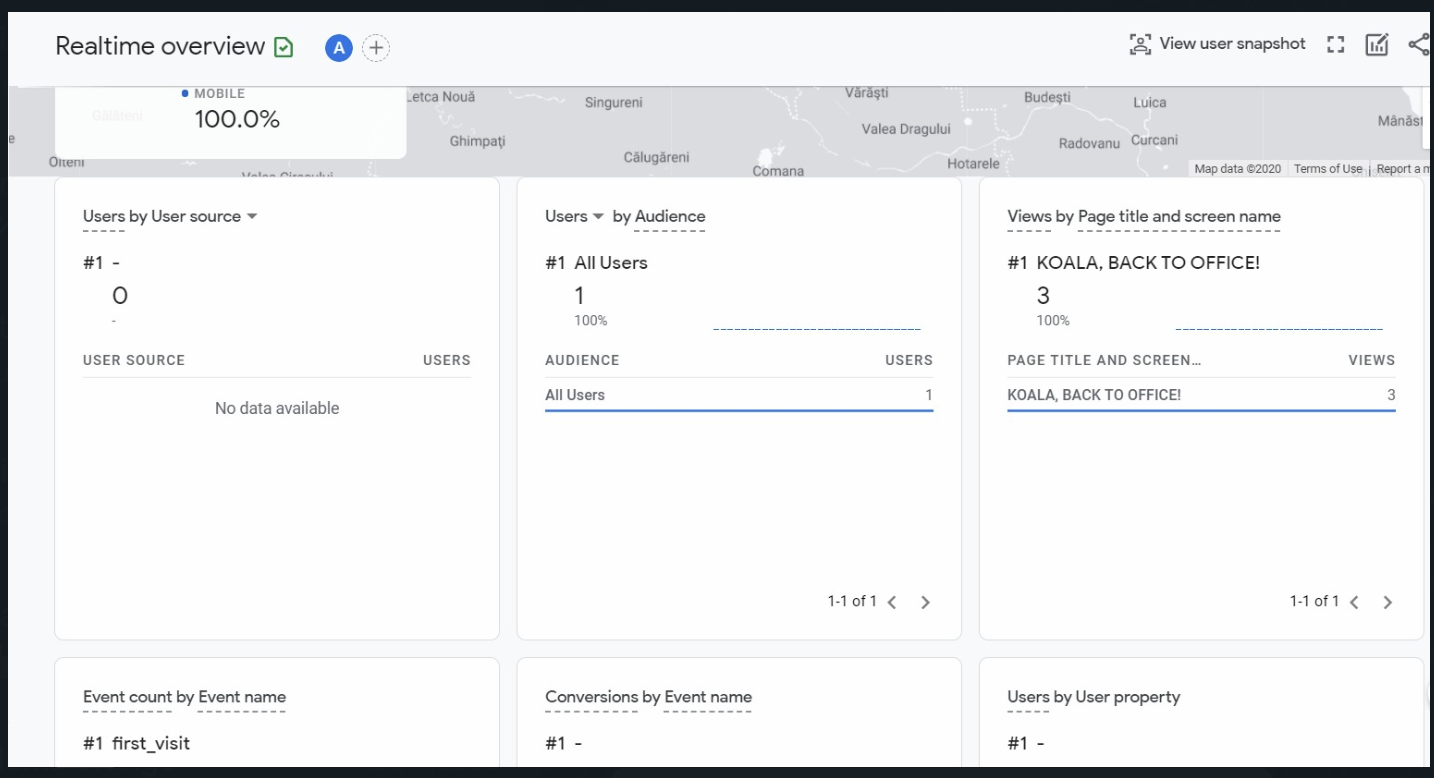 Realtime overview
A
View user snapshot
MOBILE
100.0%
Găiățeni
Letca Nouă
Singureni
Vărăști
Budești
Luica
Valea Dragului
Mânăst
Ghimpați
Radovanu
Curcani
Călugăreni
Hotarele
Olteni
Comana
Map data ©2020
Terms of Use
Report a m
Users by User source
#1 -
0
-
USER SOURCE USERS
No data available
Users by Audience
#1 All Users
1
100%
AUDIENCE USERS
All Users 1
1-1 of 1
Views by Page title and screen name
#1 KOALA, BACK TO OFFICE!
3
100%
PAGE TITLE AND SCREEN... VIEWS
KOALA, BACK TO OFFICE! 3
1-1 of 1
Event count by Event name
#1 first_visit
Conversions by Event name
#1 -
Users by User property
#1 -